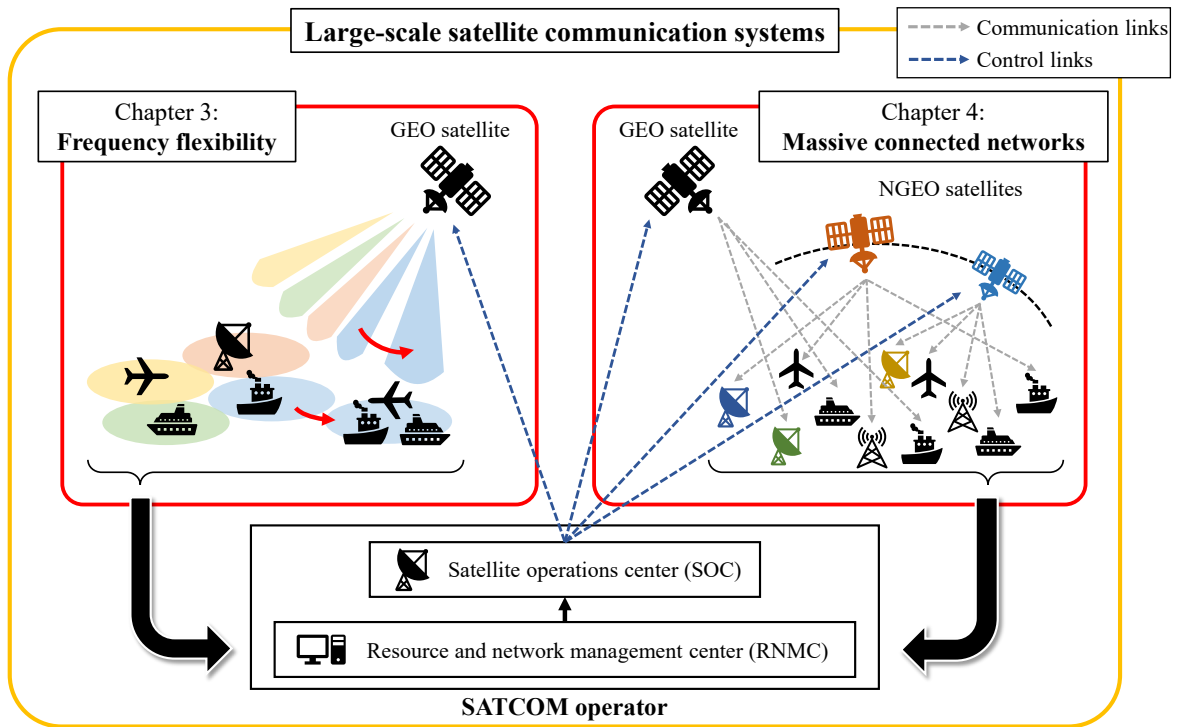 Large-scale satellite communication systems
Communication links
Control links
Chapter 3:
Frequency flexibility
GEO satellite
GEO satellite
Chapter 4:
Massive connected networks
NGEO satellites
Satellite operations center (SOC)
Resource and network management center (RNMC)
SATCOM operator